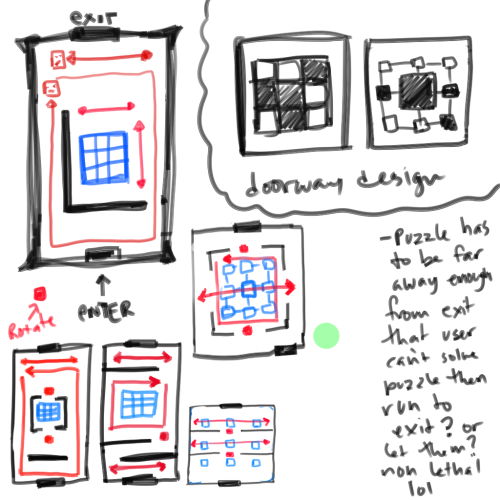 exit
doorway design
ENTER
Rotate
-Puzzle has
to be far
away enough
from exit
that user
can't solve
puzzle then
run to
exit? or
let them?
non lethal
lol